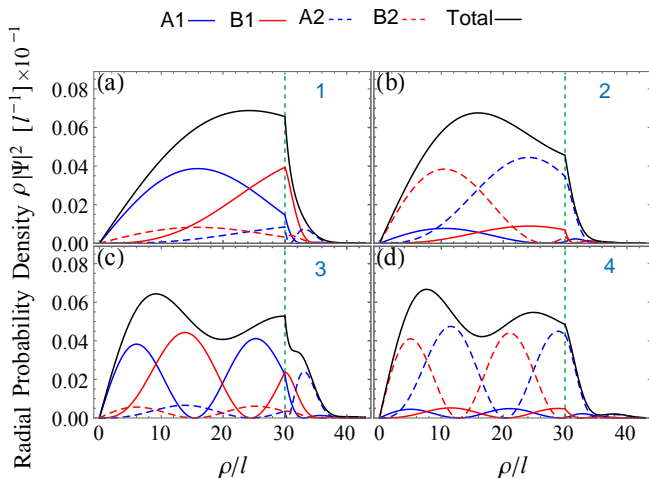 A1 B1 A2 B2 Total
Radial Probability Density ρ|Ψ|² [l⁻¹]×10⁻¹
(a) 1
0.08
0.06
0.04
0.02
0.00
(b) 2
(c) 3
0.08
0.06
0.04
0.02
0.00
0 10 20 30 40
ρ/l
(d) 4
0 10 20 30 40
ρ/l